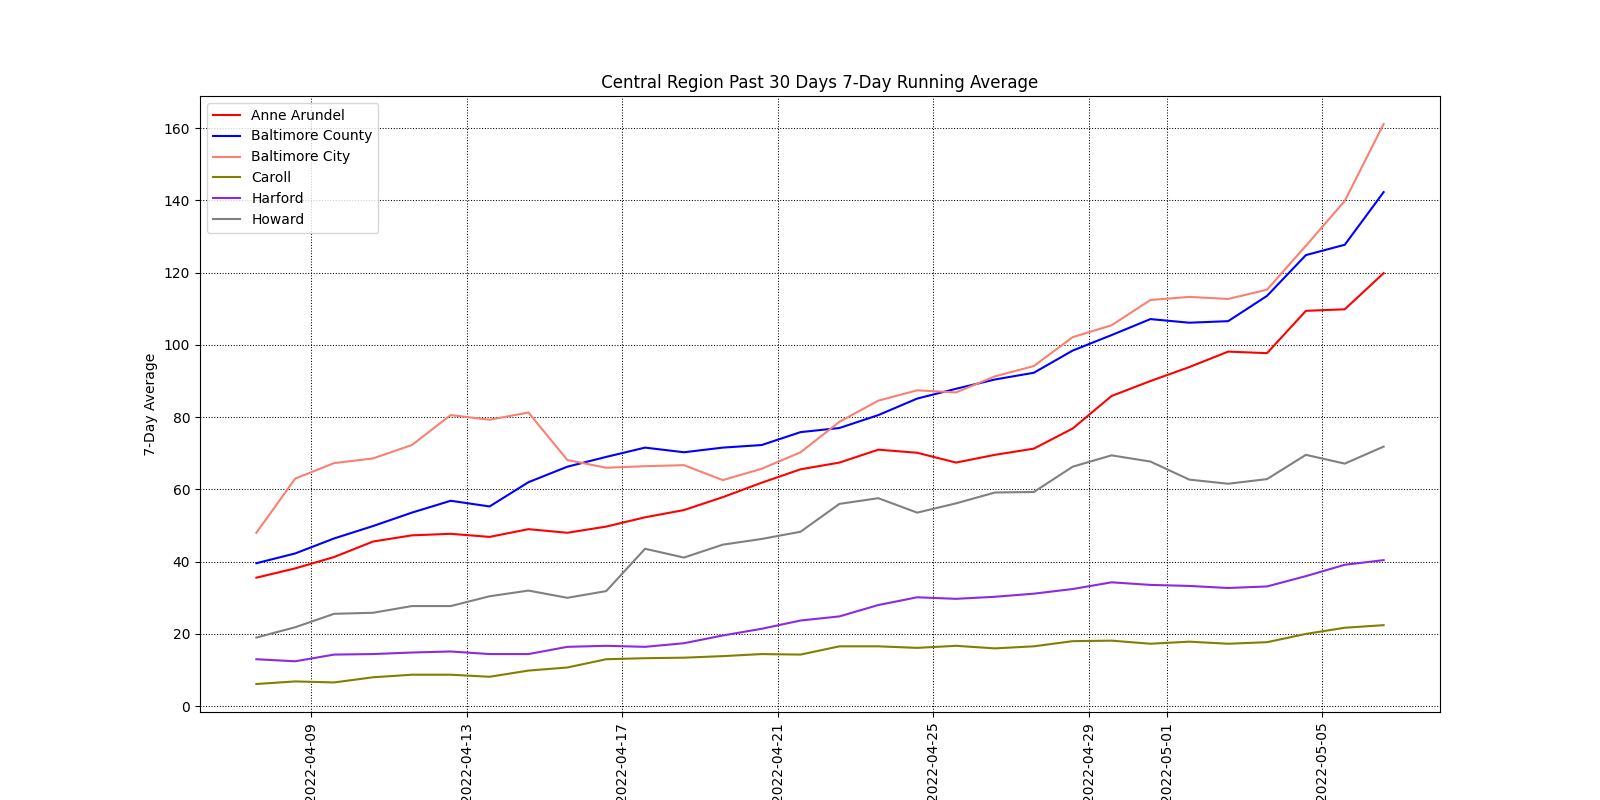 Central Region Past 30 Days 7-Day Running Average
Anne Arundel
Baltimore County
Baltimore City
Caroll
Harford
Howard
7-Day Average
160
140
120
100
80
60
40
20
0
2022-04-09
2022-04-13
2022-04-17
2022-04-21
2022-04-25
2022-04-29
2022-05-01
2022-05-05